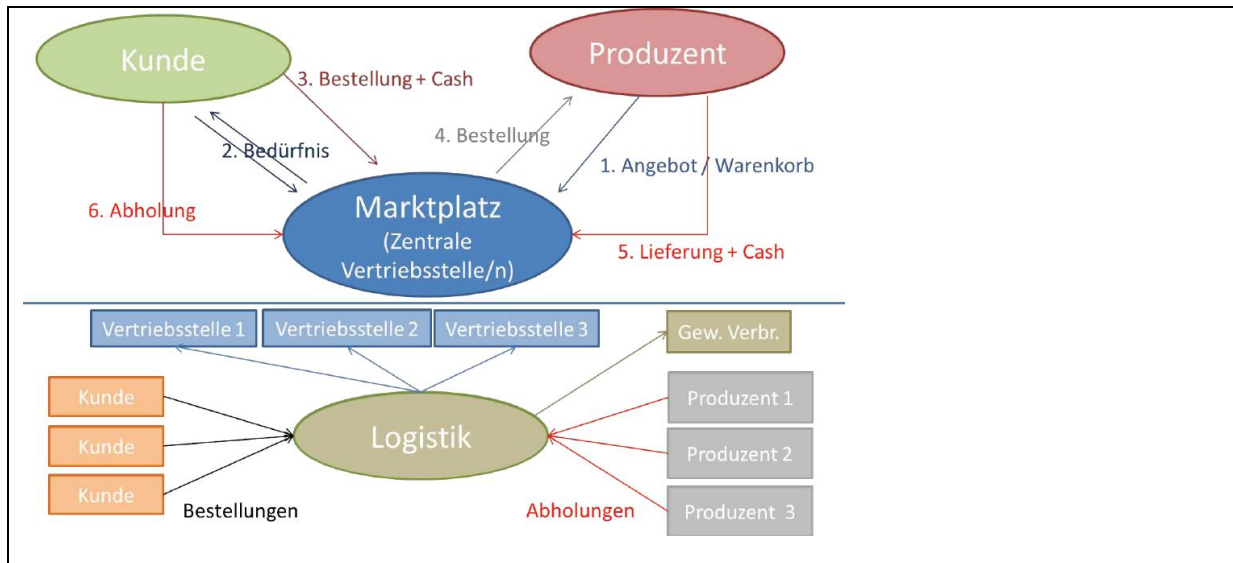 Kunde
Produzent
3. Bestellung + Cash
4. Bestellung
2. Bedürfnis
1. Angebot / Warenkorb
6. Abholung
Marktplatz
(Zentrale
Vertriebsstelle/n)
5. Lieferung + Cash
Vertriebsstelle 1
Vertriebsstelle 2
Vertriebsstelle 3
Gew. Verbr.
Kunde
Kunde
Kunde
Logistik
Produzent 1
Produzent 2
Produzent 3
Bestellungen
Abholungen